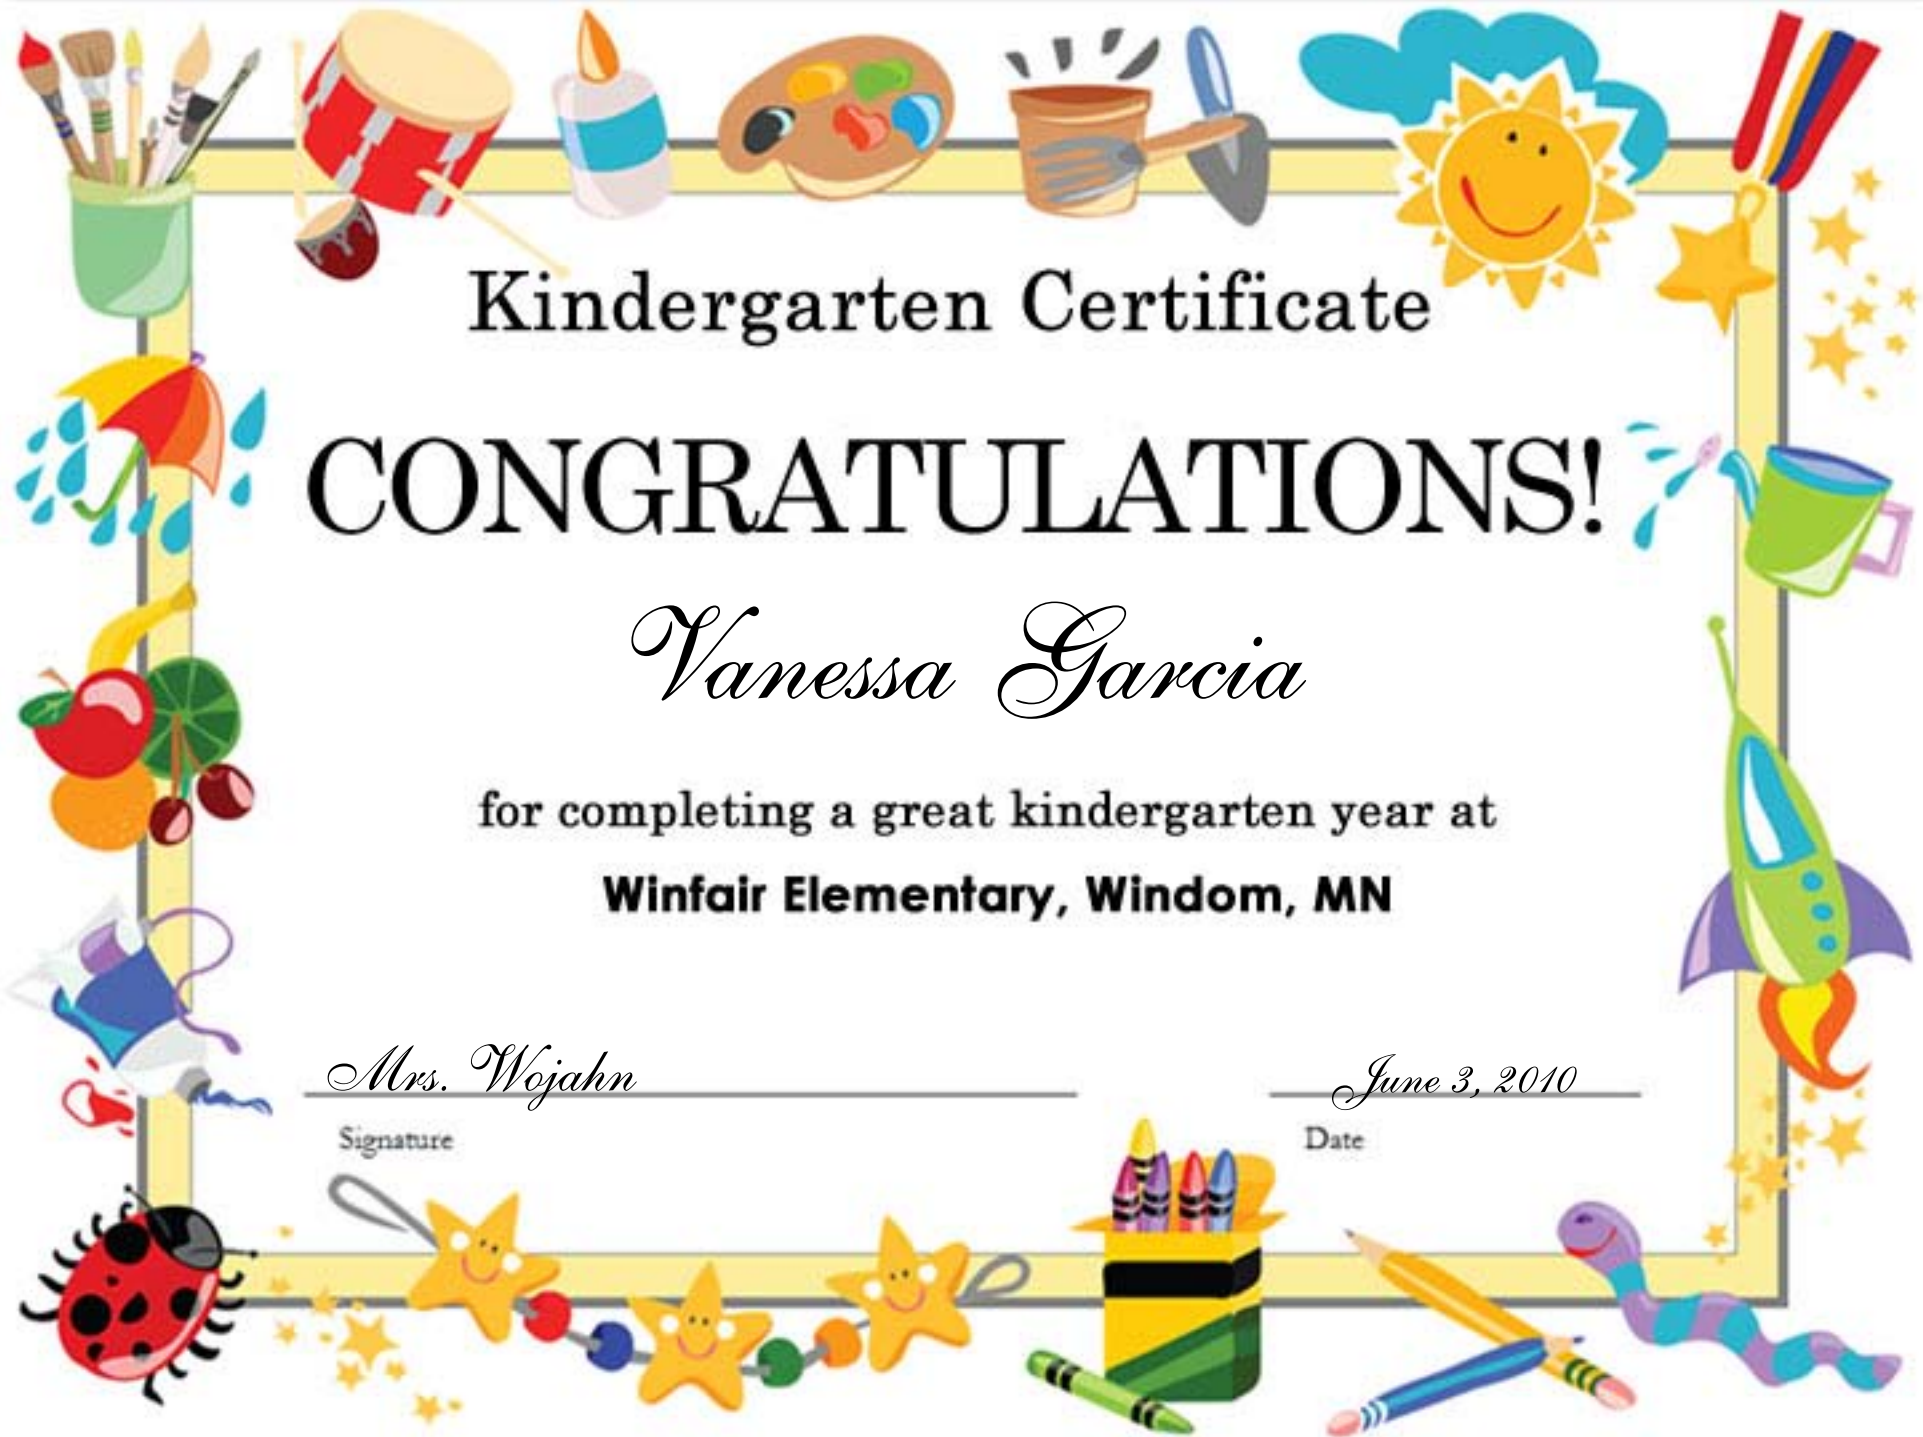 Kindergarten Certificate
CONGRATULATIONS!
Vanessa Garcia
for completing a great kindergarten year at
Winfair Elementary, Windom, MN
Mrs. Wojahn June 3, 2010
Signature Date